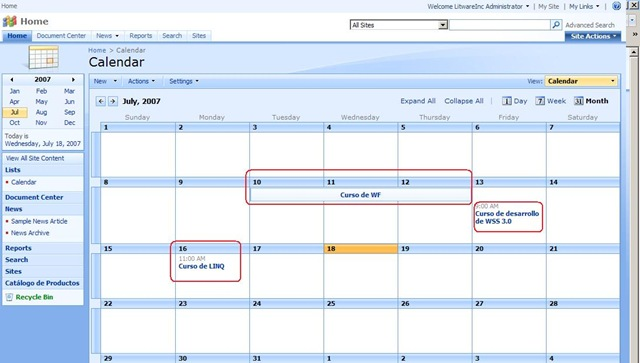 Home
Welcome LitwareInc Administrator
My Site
My Links
Home
All Sites
Advanced Search
Home
Document Center
News
Reports
Search
Sites
Site Actions
Home > Calendar
Calendar
2007
Jan Feb Mar
Apr May Jun
Jul Aug Sep
Oct Nov Dec
Today is
Wednesday, July 18, 2007
View All Site Content
Lists
Calendar
Document Center
News
Sample News Article
News Archive
Reports
Search
Sites
Catálogo de Productos
Recycle Bin
New
Actions
Settings
View: Calendar
July, 2007
Expand All
Collapse All
1 Day
7 Week
31 Month
Sunday Monday Tuesday Wednesday Thursday Friday Saturday
1 2 3 4 5 6 7
8 9 10 11 12 13 14
Curso de WF
9:00 AM
Curso de desarrollo
de WSS 3.0
15 16 17 18 19 20 21
11:00 AM
Curso de LINQ
22 23 24 25 26 27 28
29 30 31 1 2 3 4